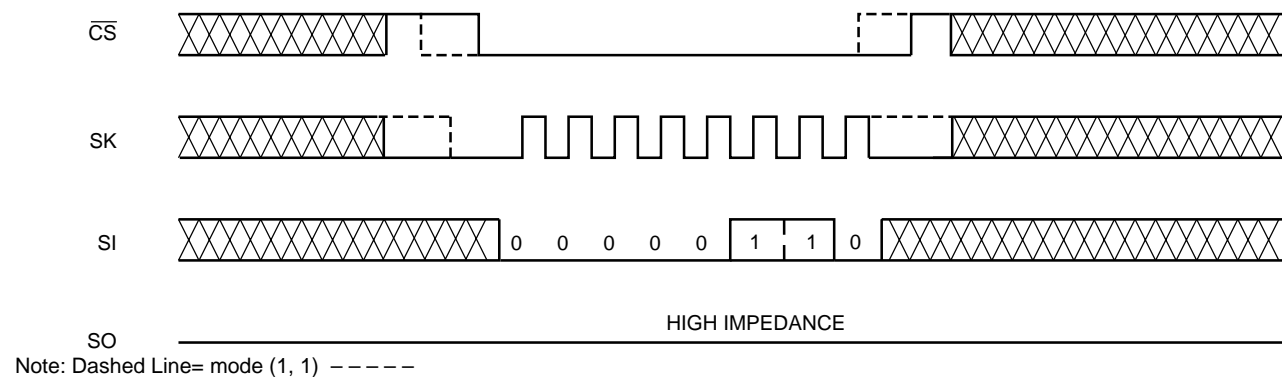 CS
SK
SI
0 0 0 0 0 1 1 0
HIGH IMPEDANCE
SO
Note: Dashed Line= mode (1, 1) – – – – –